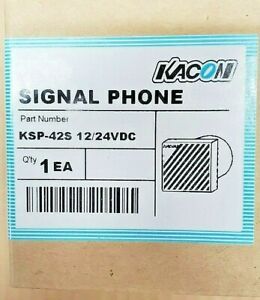 KACON
SIGNAL PHONE
Part Number
KSP-42S 12/24VDC
Q'ty
1 EA